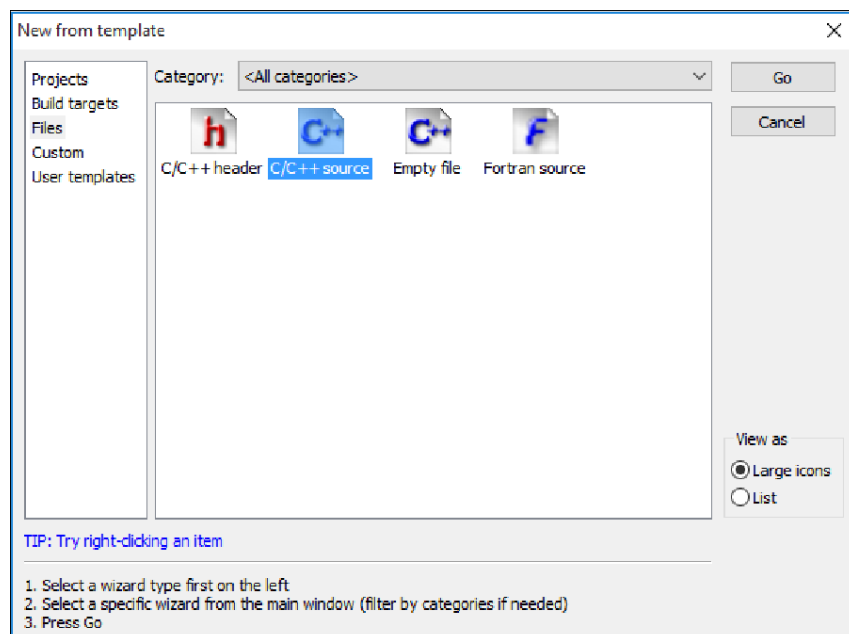 New from template
Projects
Build targets
Files
Custom
User templates
Category: <All categories>
Go
Cancel
h C++ C++ F
C/C++ header C/C++ source Empty file Fortran source
View as
Large icons
List
TIP: Try right-clicking an item
1. Select a wizard type first on the left
2. Select a specific wizard from the main window (filter by categories if needed)
3. Press Go